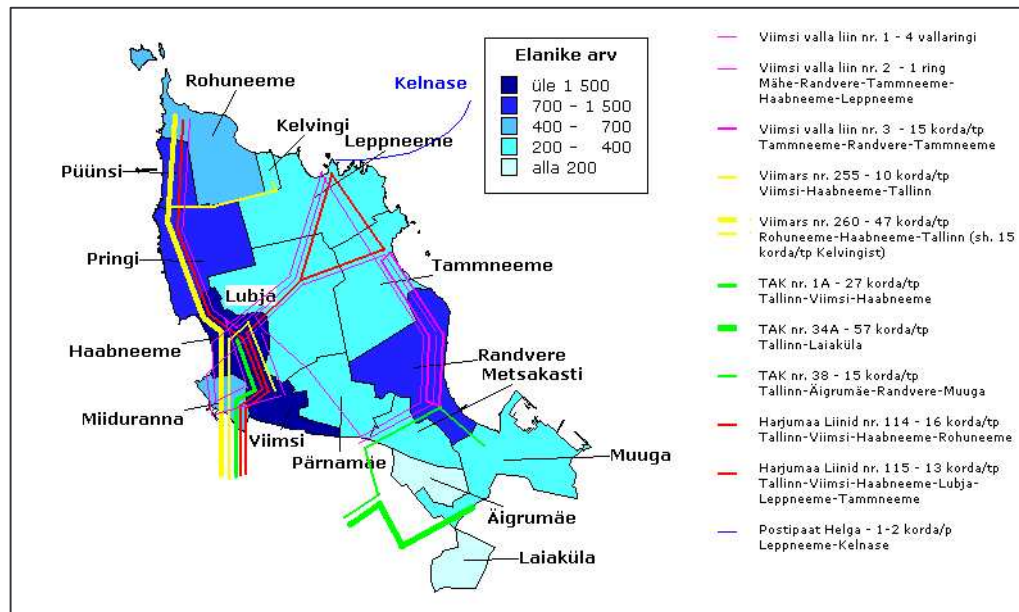 Elanike arv
üle 1 500
700 - 1 500
400 - 700
200 - 400
alla 200
Rohuneeme
Kelnase
Kelvingi
Leppneeme
Püünsi
Pringi
Tammneeme
Lubja
Haabneeme
Randvere
Metsakasti
Miiduranna
Viimsi
Pärnamäe
Muuga
Äigrumäe
Laiaküla
Viimsi valla liin nr. 1 - 4 vallaringi
Viimsi valla liin nr. 2 - 1 ring
Mähe-Randvere-Tammneeme-
Haabneeme-Leppneeme
Viimsi valla liin nr. 3 - 15 korda/tp
Tammneeme-Randvere-Tammneeme
Viimars nr. 255 - 10 korda/tp
Viimsi-Haabneeme-Tallinn
Viimars nr. 260 - 47 korda/tp
Rohuneeme-Haabneeme-Tallinn (sh. 15
korda/tp Kelvingist)
TAK nr. 1A - 27 korda/tp
Tallinn-Viimsi-Haabneeme
TAK nr. 34A - 57 korda/tp
Tallinn-Laiaküla
TAK nr. 38 - 15 korda/tp
Tallinn-Äigrumäe-Randvere-Muuga
Harjumaa Liinid nr. 114 - 16 korda/tp
Tallinn-Viimsi-Haabneeme-Rohuneeme
Harjumaa Liinid nr. 115 - 13 korda/tp
Tallinn-Viimsi-Haabneeme-Lubja-
Leppneeme-Tammneeme
Postipaat Helga - 1-2 korda/p
Leppneeme-Kelnase